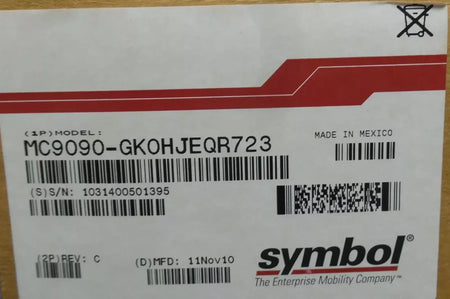 (1P)MODEL:
MC9090-GK0HJEQR723
MADE IN MEXICO
(S)S/N: 1031400501395
(2P)REV: C
(D)MFD: 11Nov10
symbol®
The Enterprise Mobility Company™